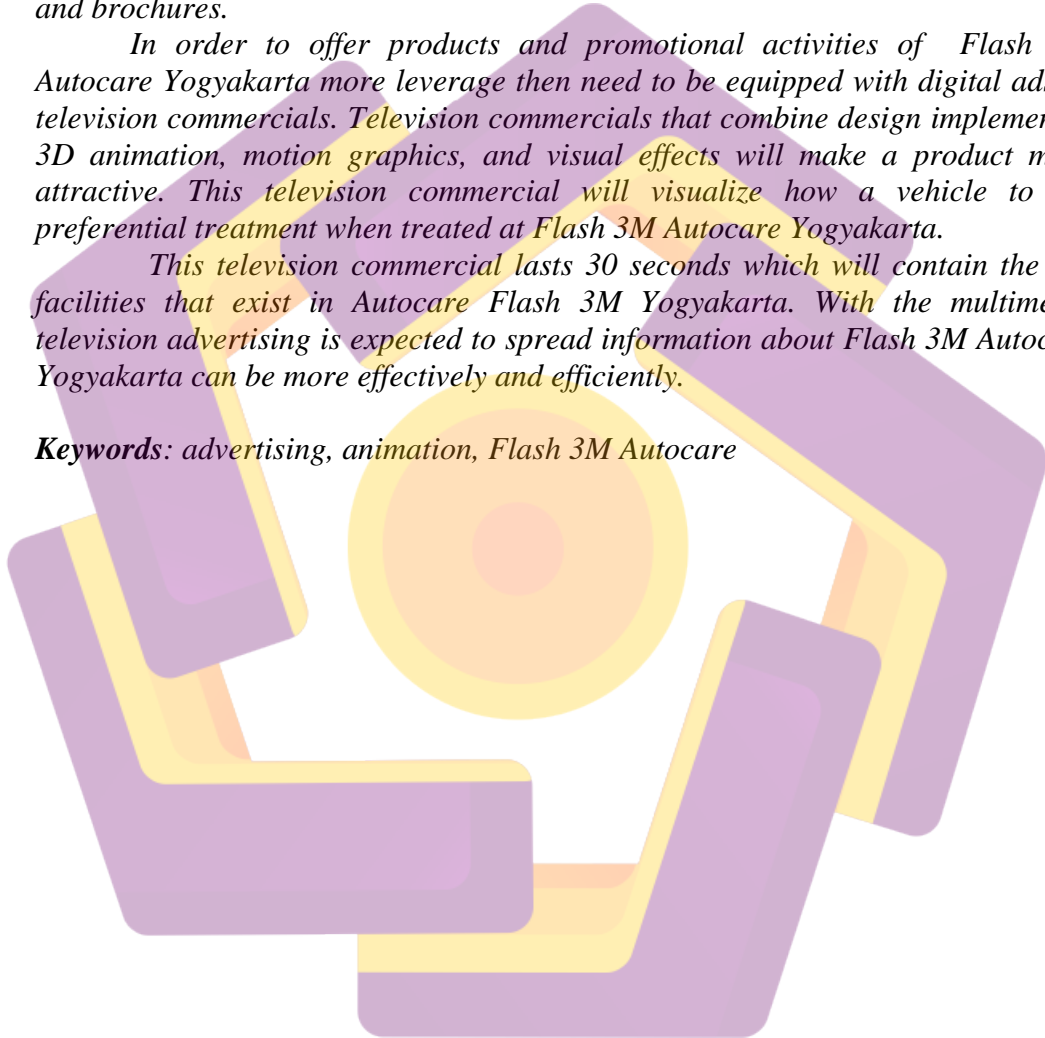 and brochures.
In order to offer products and promotional activities of Flash
Autocare Yogyakarta more leverage then need to be equipped with digital
television commercials. Television commercials that combine design
3D animation, motion graphics, and visual effects will make a product
attractive. This television commercial will visualize how a vehicle to
preferential treatment when treated at Flash 3M Autocare Yogyakarta.
This television commercial lasts 30 seconds which will contain the
facilities that exist in Autocare Flash 3M Yogyakarta. With the
television advertising is expected to spread information about Flash 3M
Yogyakarta can be more effectively and efficiently.
Keywords: advertising, animation, Flash 3M Autocare